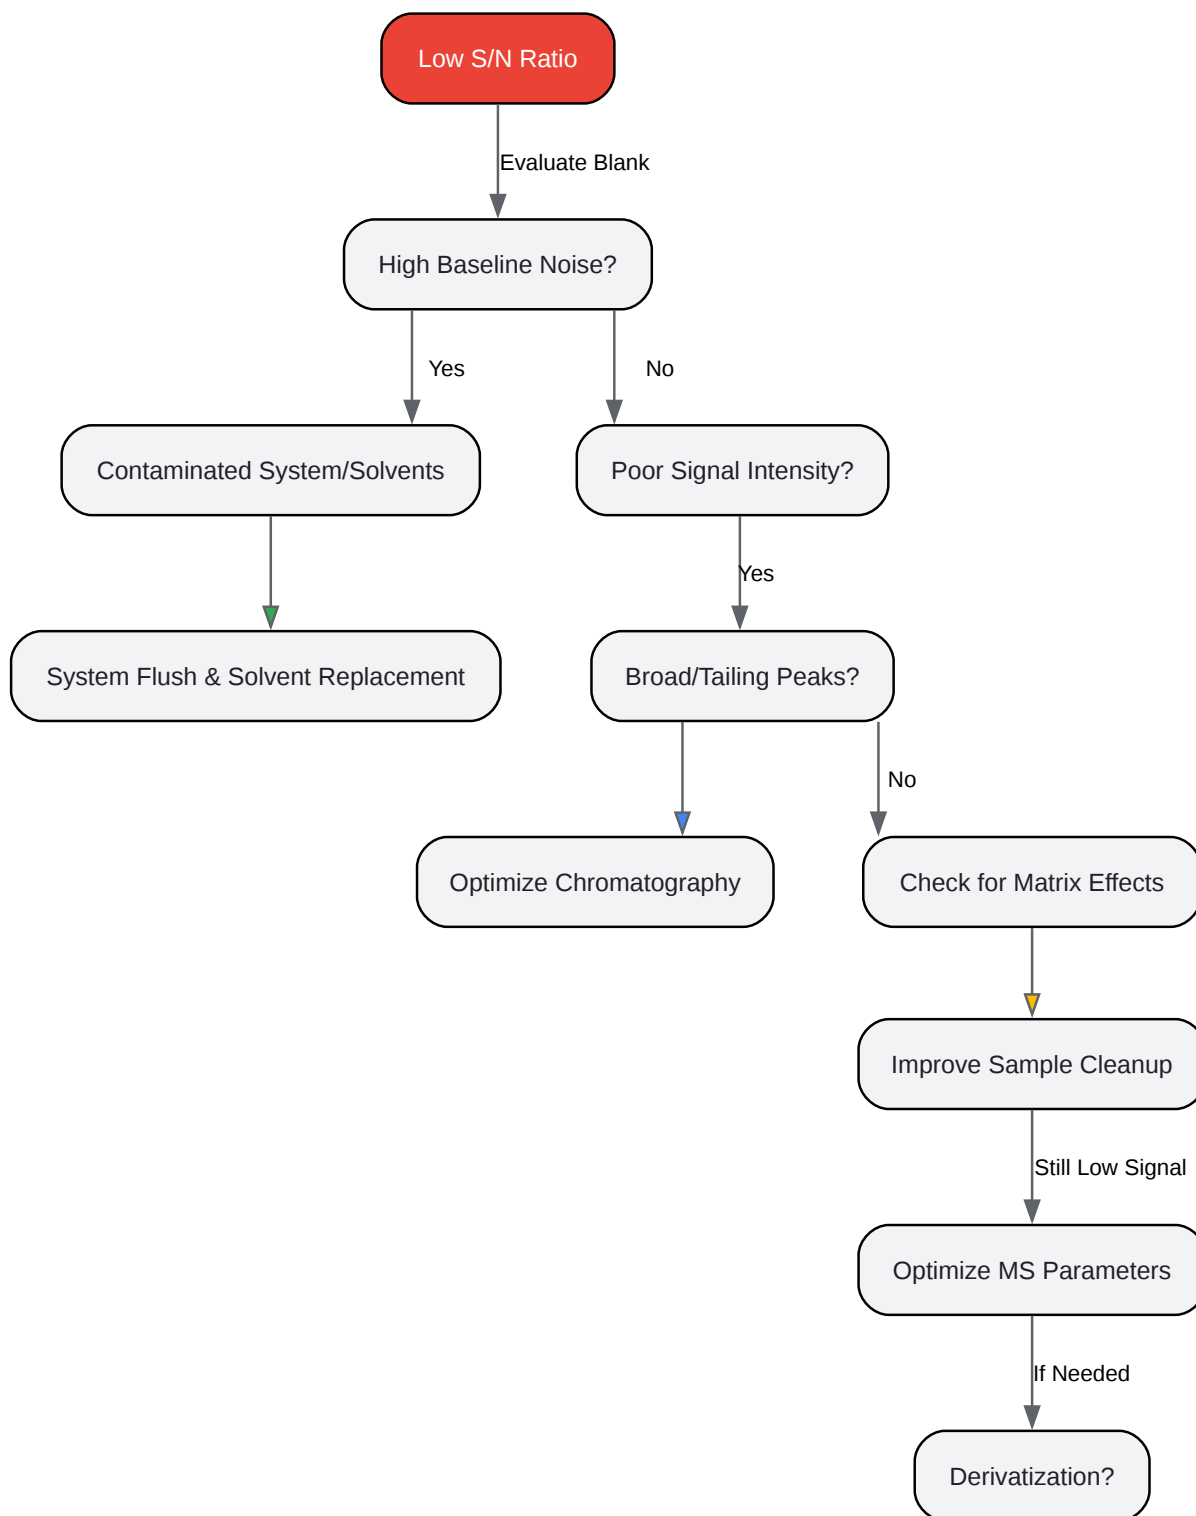 Low S/N Ratio
Evaluate Blank
High Baseline Noise?
Yes
No
Contaminated System/Solvents
Poor Signal Intensity?
Yes
System Flush & Solvent Replacement
Broad/Tailing Peaks?
No
Optimize Chromatography
Check for Matrix Effects
Improve Sample Cleanup
Still Low Signal
Optimize MS Parameters
If Needed
Derivatization?